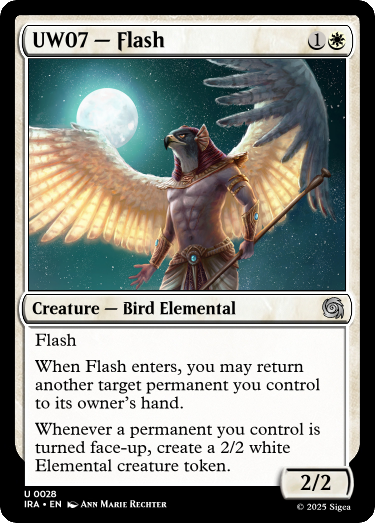 UW07 — Flash
1
Creature — Bird Elemental
Flash
When Flash enters, you may return
another target permanent you control
to its owner's hand.
Whenever a permanent you control is
turned face-up, create a 2/2 white
Elemental creature token.
2/2
U 0028
IRA • EN Ann Marie Rechter
© 2025 Sigea